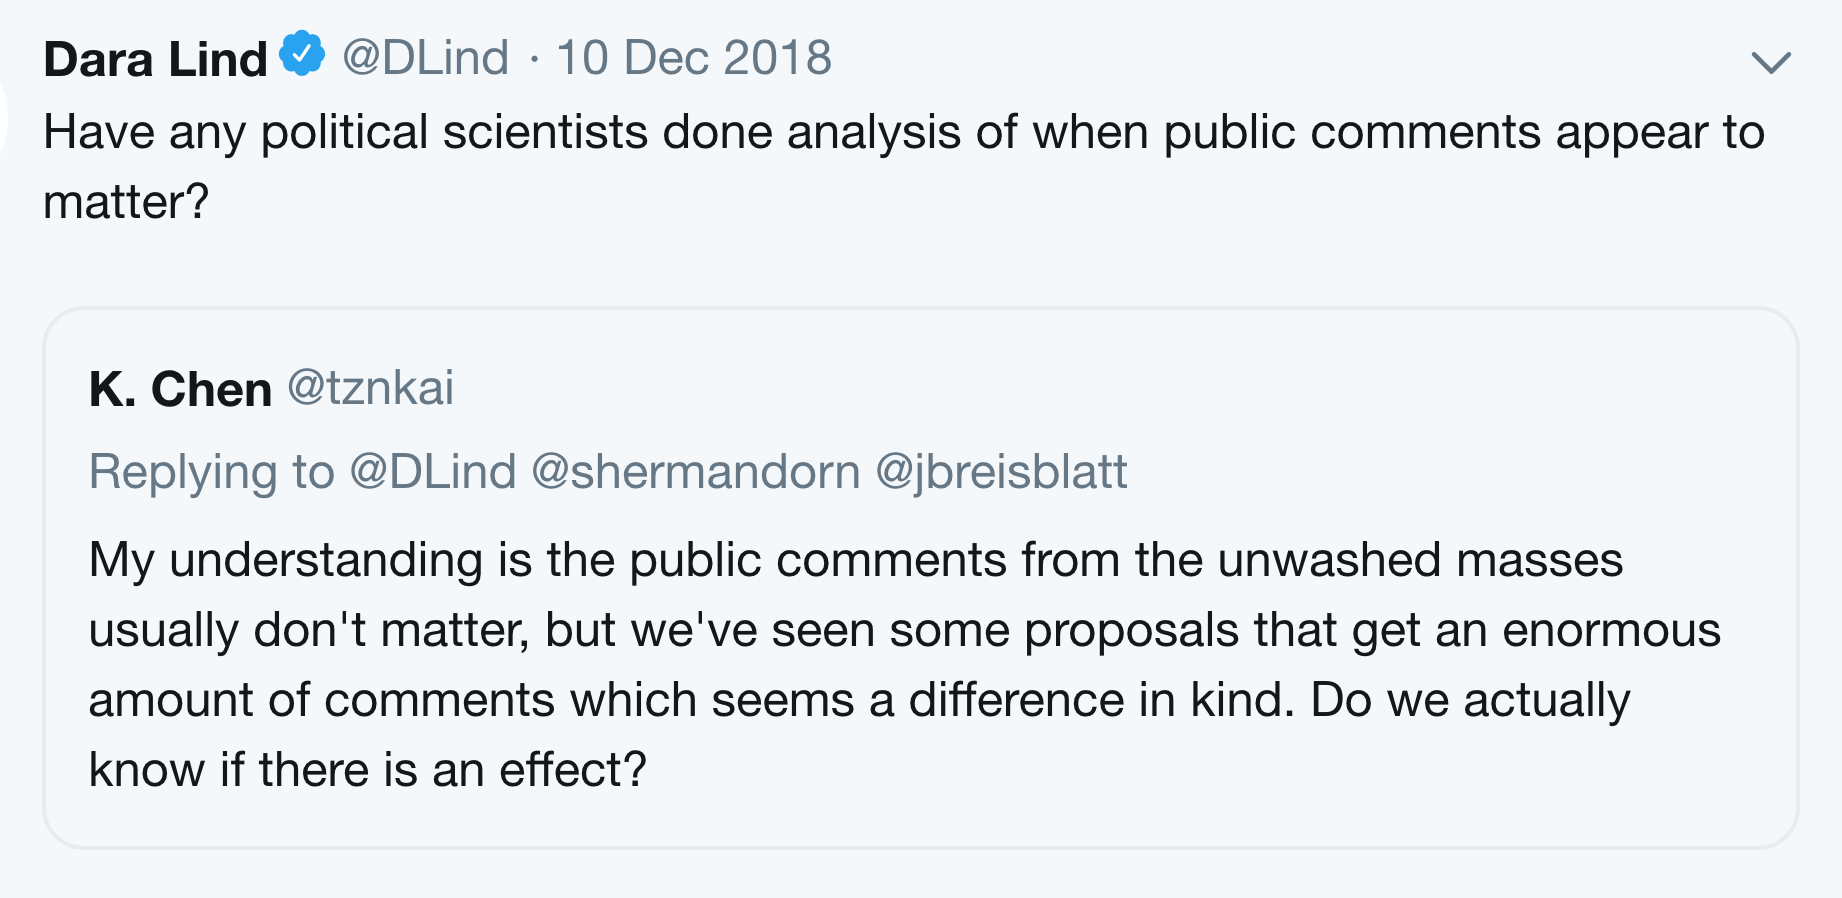 Dara Lind @DLind · 10 Dec 2018
Have any political scientists done analysis of when public comments appear to
matter?
K. Chen @tznkai
Replying to @DLind @shermandorn @jbreisblatt
My understanding is the public comments from the unwashed masses
usually don't matter, but we've seen some proposals that get an enormous
amount of comments which seems a difference in kind. Do we actually
know if there is an effect?